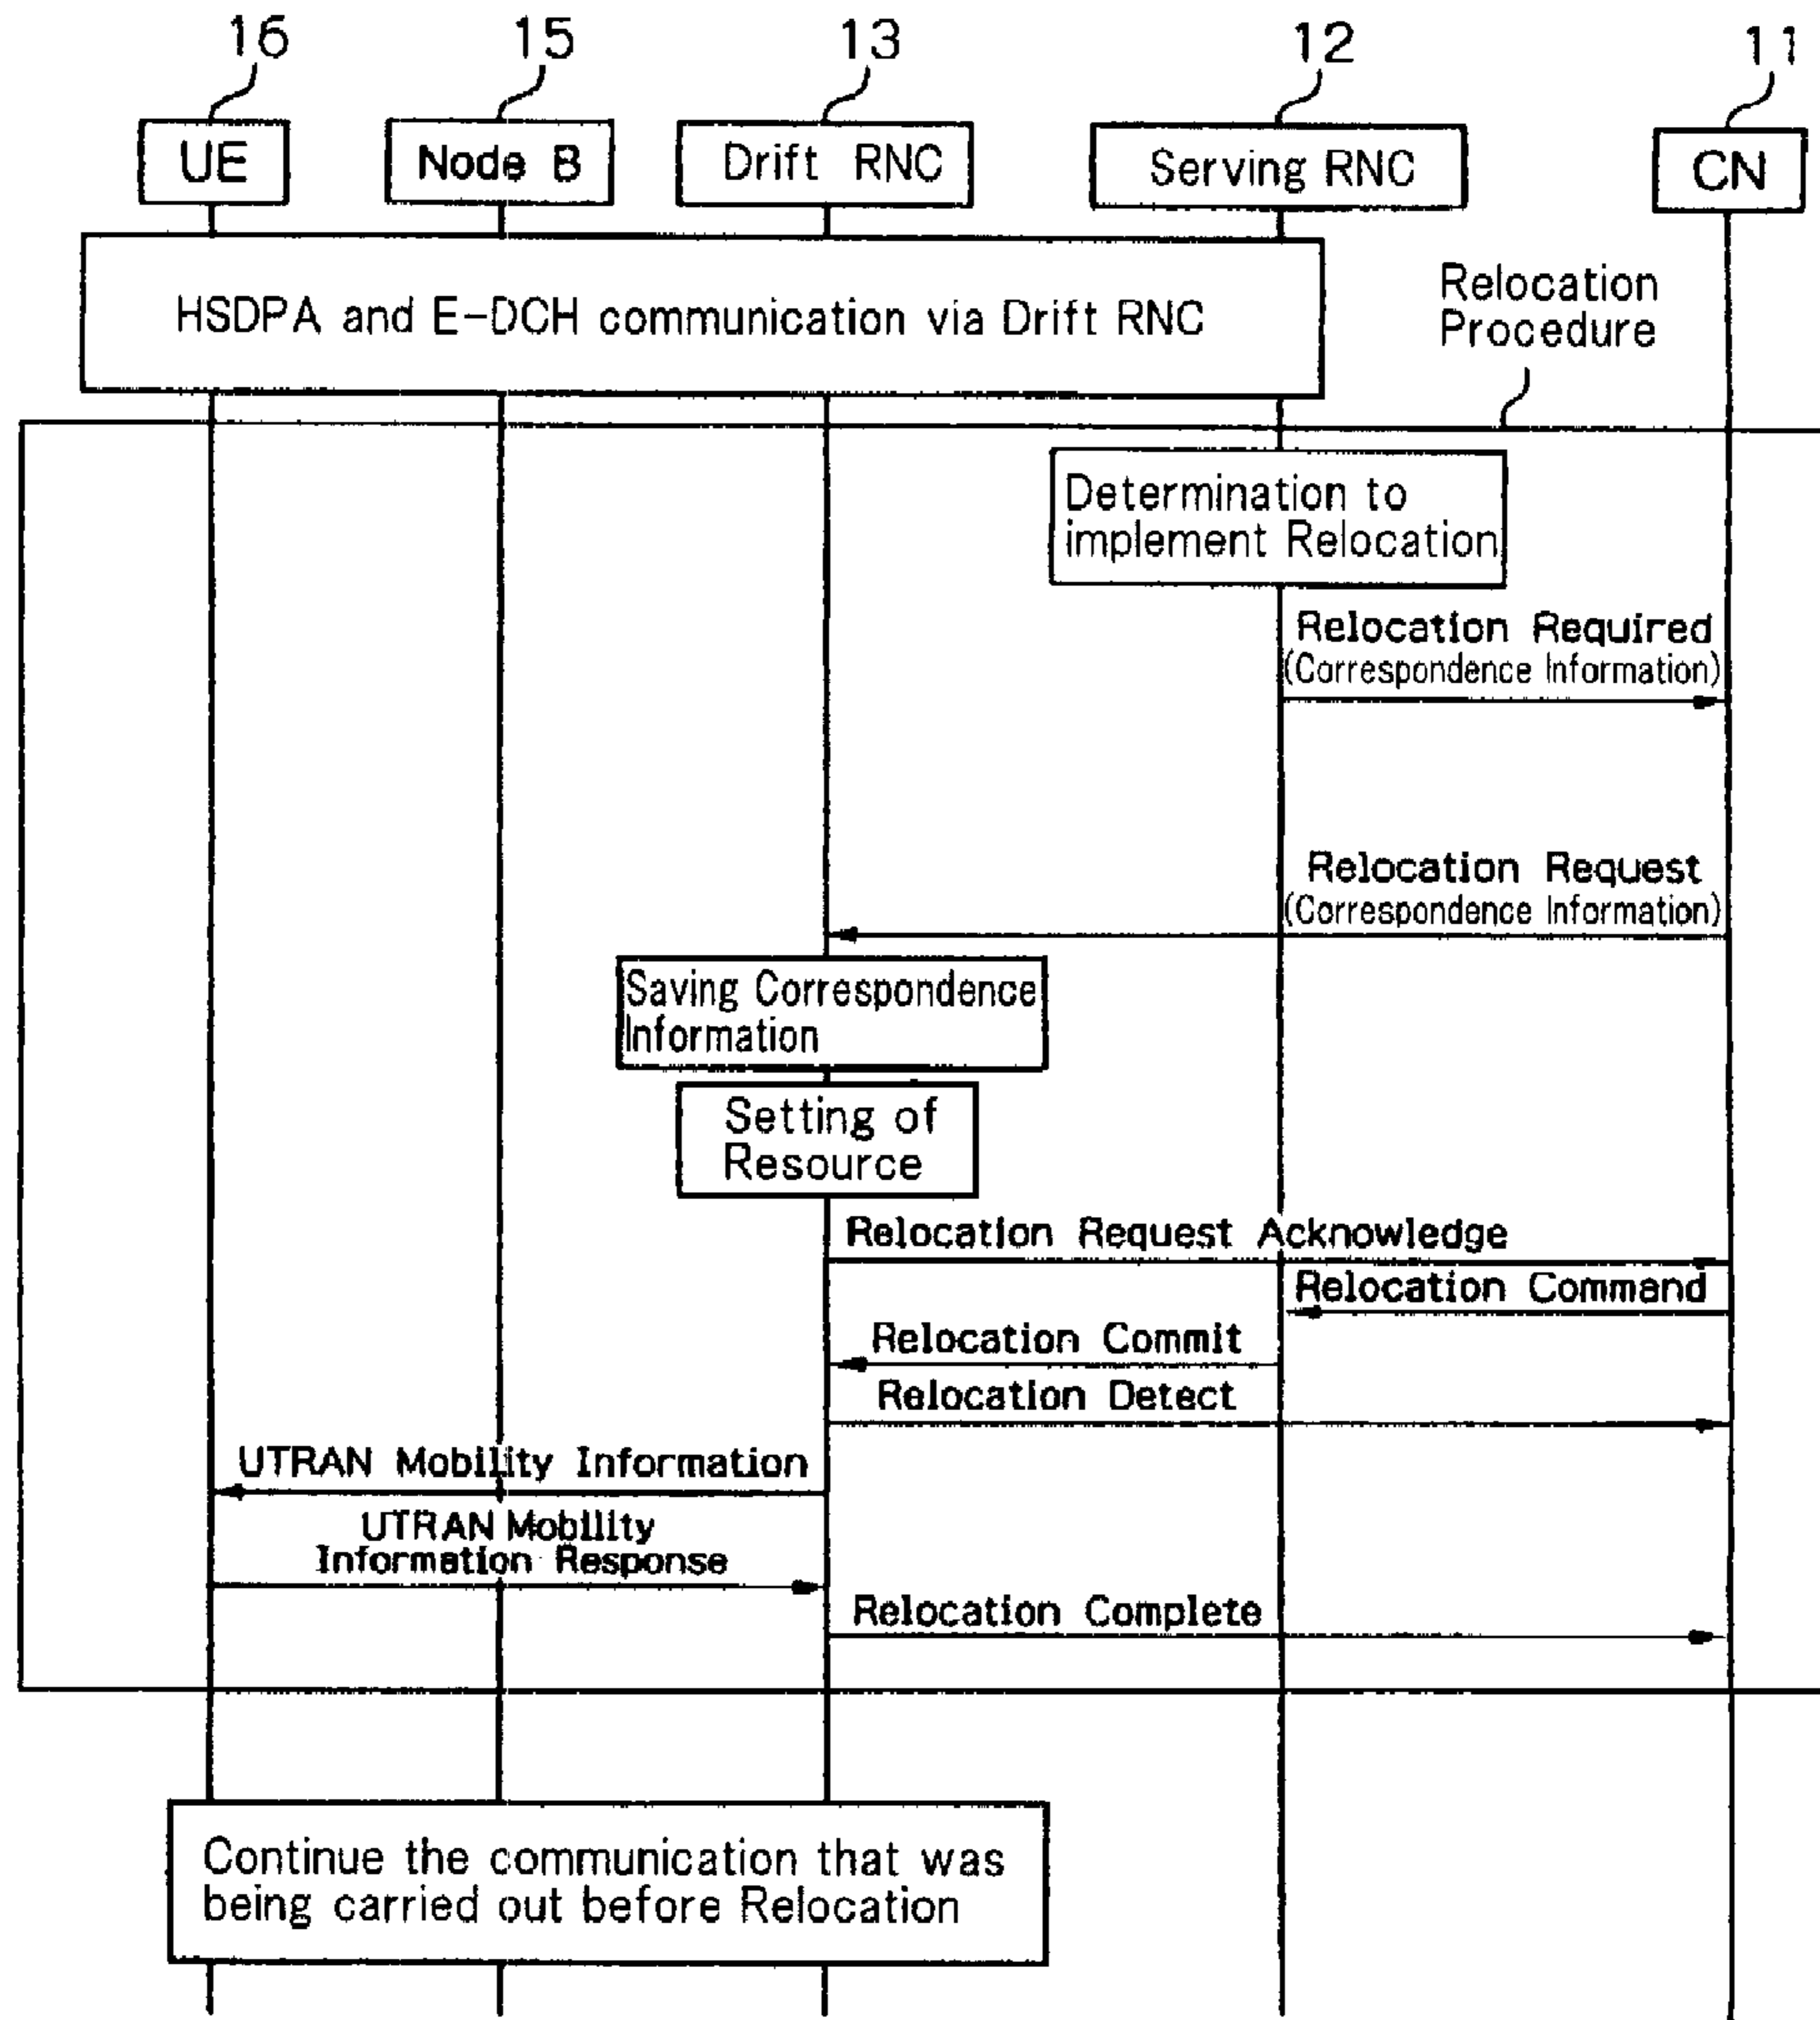 16
15
13
12
11
UE
Node B
Drift RNC
Serving RNC
CN
HSDPA and E-DCH communication via Drift RNC
Relocation
Procedure
Determination to
implement Relocation
Relocation Required
(Correspondence Information)
Relocation Request
(Correspondence Information)
Saving Correspondence
Information
Setting of
Resource
Relocation Request Acknowledge
Relocation Command
Relocation Commit
Relocation Detect
UTRAN Mobility Information
UTRAN Mobility
Information Response
Relocation Complete
Continue the communication that was
being carried out before Relocation